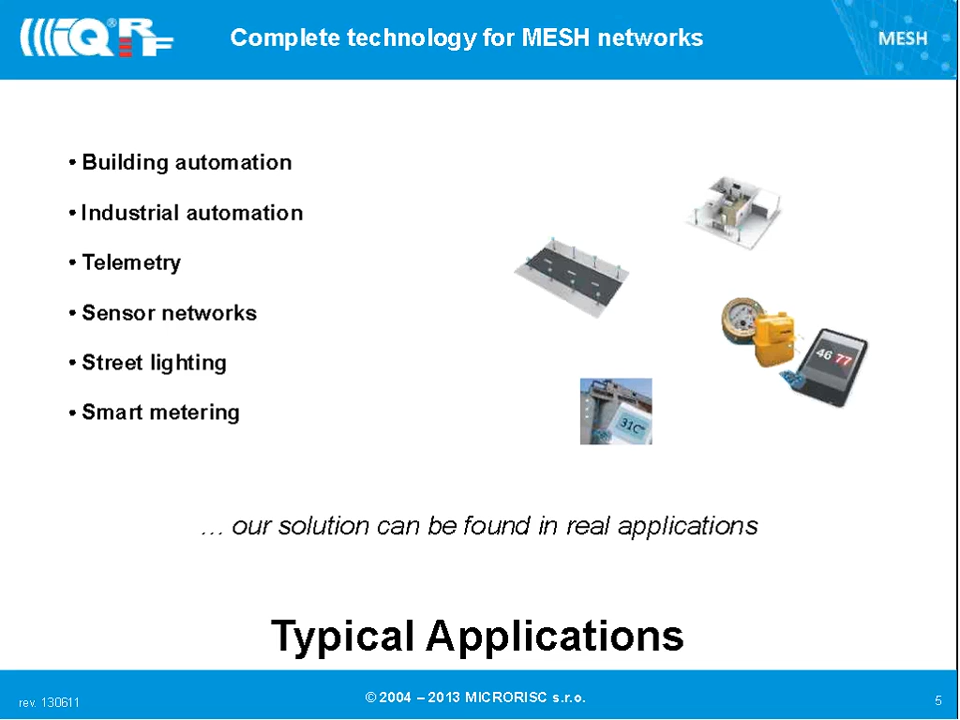 IQRF®
Complete technology for MESH networks
MESH
• Building automation
• Industrial automation
• Telemetry
• Sensor networks
• Street lighting
• Smart metering
46 77
31C°
... our solution can be found in real applications
Typical Applications
rev. 130611
© 2004 – 2013 MICRORISC s.r.o.
5